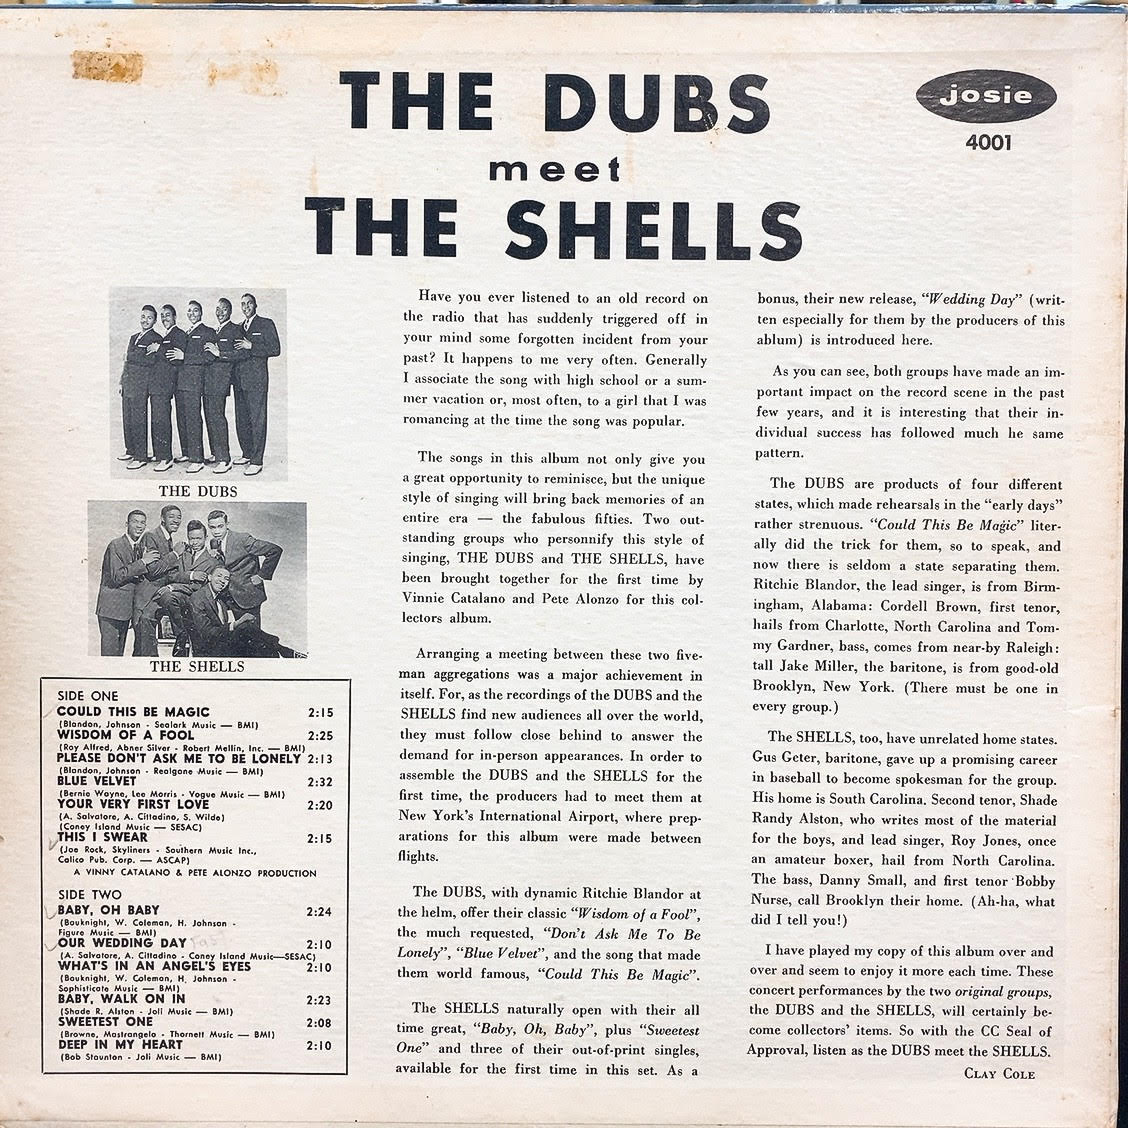 THE DUBS
meet
THE SHELLS
josie
4001
THE DUBS
THE SHELLS
SIDE ONE
COULD THIS BE MAGIC 2:15
(Blandon, Johnson - Sealark Music — BMI)
WISDOM OF A FOOL 2:25
(Roy Alfred, Abner Silver - Robert Mellin, Inc. — BMI)
PLEASE DON'T ASK ME TO BE LONELY 2:13
(Blandon, Johnson - Realgone Music — BMI)
BLUE VELVET 2:32
(Bernie Wayne, Lee Morris - Vogue Music — BMI)
YOUR VERY FIRST LOVE 2:20
(A. Salvatore, A. Cittadino, S. Wilde)
(Coney Island Music — SESAC)
THIS I SWEAR 2:15
(Joe Rock, Skyliners - Southern Music Inc.,
Calico Pub. Corp. — ASCAP)
A VINNY CATALANO & PETE ALONZO PRODUCTION
SIDE TWO
BABY, OH BABY 2:24
(Bouknight, W. Coleman, H. Johnson -
Figure Music — BMI)
OUR WEDDING DAY 2:10
(A. Salvatore, A. Cittadino - Coney Island Music—SESAC)
WHAT'S IN AN ANGEL'S EYES 2:10
(Bouknight, W. Coleman, H. Johnson -
Sophisticate Music — BMI)
BABY, WALK ON IN 2:23
(Shade R. Alston - Joli Music — BMI)
SWEETEST ONE 2:08
(Browne, Mastrangelo - Thornett Music — BMI)
DEEP IN MY HEART 2:10
(Bob Staunton - Joli Music — BMI)
Have you ever listened to an old record on
the radio that has suddenly triggered off in
your mind some forgotten incident from your
past? It happens to me very often. Generally
I associate the song with high school or a sum-
mer vacation or, most often, to a girl that I was
romancing at the time the song was popular.
The songs in this album not only give you
a great opportunity to reminisce, but the unique
style of singing will bring back memories of an
entire era — the fabulous fifties. Two out-
standing groups who personnify this style of
singing, THE DUBS and THE SHELLS, have
been brought together for the first time by
Vinnie Catalano and Pete Alonzo for this col-
lectors album.
Arranging a meeting between these two five-
man aggregations was a major achievement in
itself. For, as the recordings of the DUBS and the
SHELLS find new audiences all over the world,
they must follow close behind to answer the
demand for in-person appearances. In order to
assemble the DUBS and the SHELLS for the
first time, the producers had to meet them at
New York's International Airport, where prep-
arations for this album were made between
flights.
The DUBS, with dynamic Ritchie Blandor at
the helm, offer their classic "Wisdom of a Fool",
the much requested, "Don't Ask Me To Be
Lonely", "Blue Velvet", and the song that made
them world famous, "Could This Be Magic".
The SHELLS naturally open with their all
time great, "Baby, Oh, Baby", plus "Sweetest
One" and three of their out-of-print singles,
available for the first time in this set. As a
bonus, their new release, "Wedding Day" (writ-
ten especially for them by the producers of this
ablum) is introduced here.
As you can see, both groups have made an im-
portant impact on the record scene in the past
few years, and it is interesting that their in-
dividual success has followed much he same
pattern.
The DUBS are products of four different
states, which made rehearsals in the "early days"
rather strenuous. "Could This Be Magic" liter-
ally did the trick for them, so to speak, and
now there is seldom a state separating them.
Ritchie Blandor, the lead singer, is from Birm-
ingham, Alabama: Cordell Brown, first tenor,
hails from Charlotte, North Carolina and Tom-
my Gardner, bass, comes from near-by Raleigh:
tall Jake Miller, the baritone, is from good-old
Brooklyn, New York. (There must be one in
every group.)
The SHELLS, too, have unrelated home states.
Gus Geter, baritone, gave up a promising career
in baseball to become spokesman for the group.
His home is South Carolina. Second tenor, Shade
Randy Alston, who writes most of the material
for the boys, and lead singer, Roy Jones, once
an amateur boxer, hail from North Carolina.
The bass, Danny Small, and first tenor Bobby
Nurse, call Brooklyn their home. (Ah-ha, what
did I tell you!)
I have played my copy of this album over and
over and seem to enjoy it more each time. These
concert performances by the two original groups,
the DUBS and the SHELLS, will certainly be-
come collectors' items. So with the CC Seal of
Approval, listen as the DUBS meet the SHELLS.
CLAY COLE